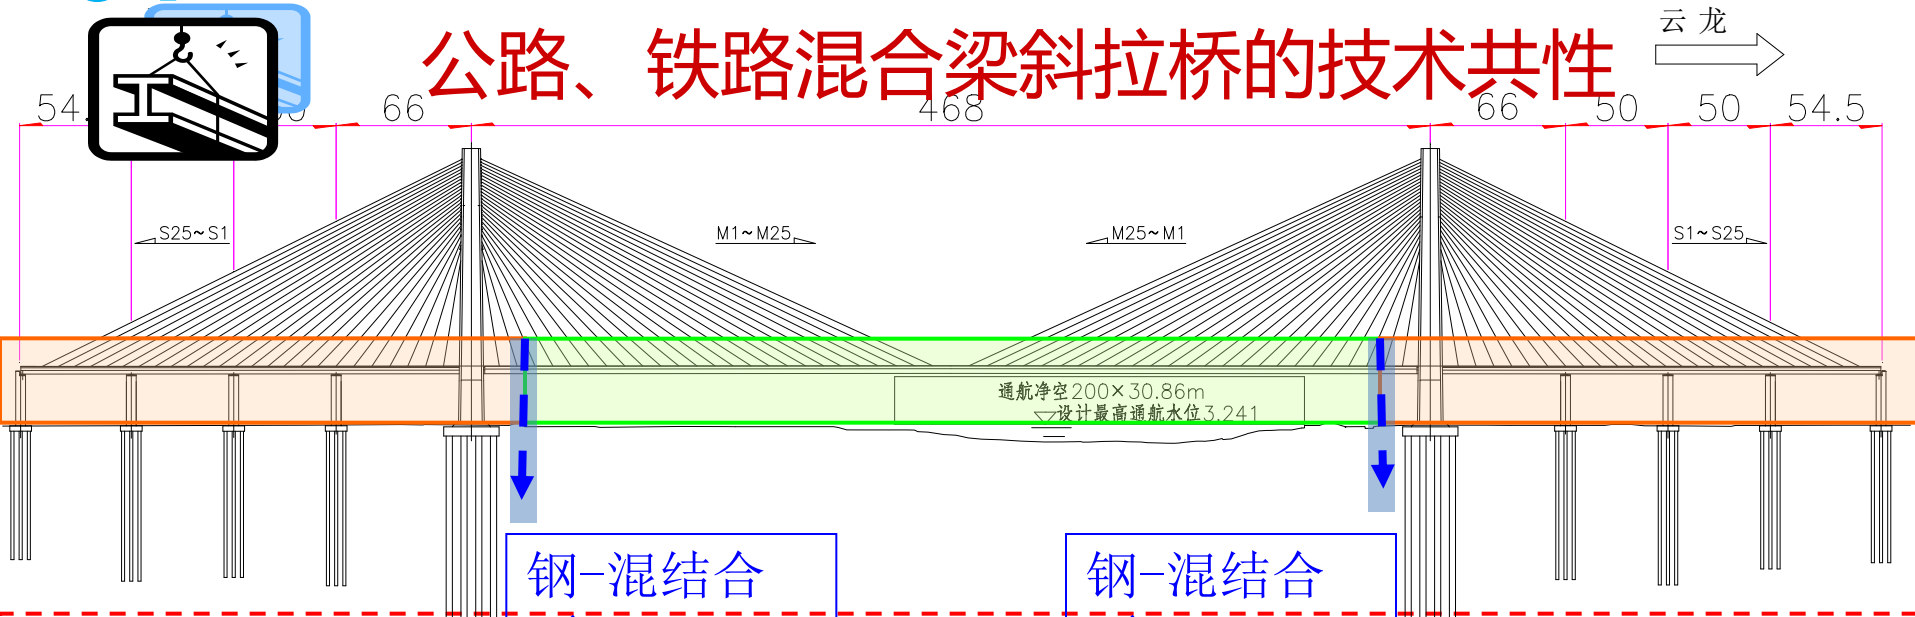 云龙
公路、铁路混合梁斜拉桥的技术共性
54. 66 468 66 50 50 54.5
S25~S1 M1~M25 M25~M1 S1~S25
通航净空200×30.86m
设计最高通航水位3.241
钢-混结合 钢-混结合